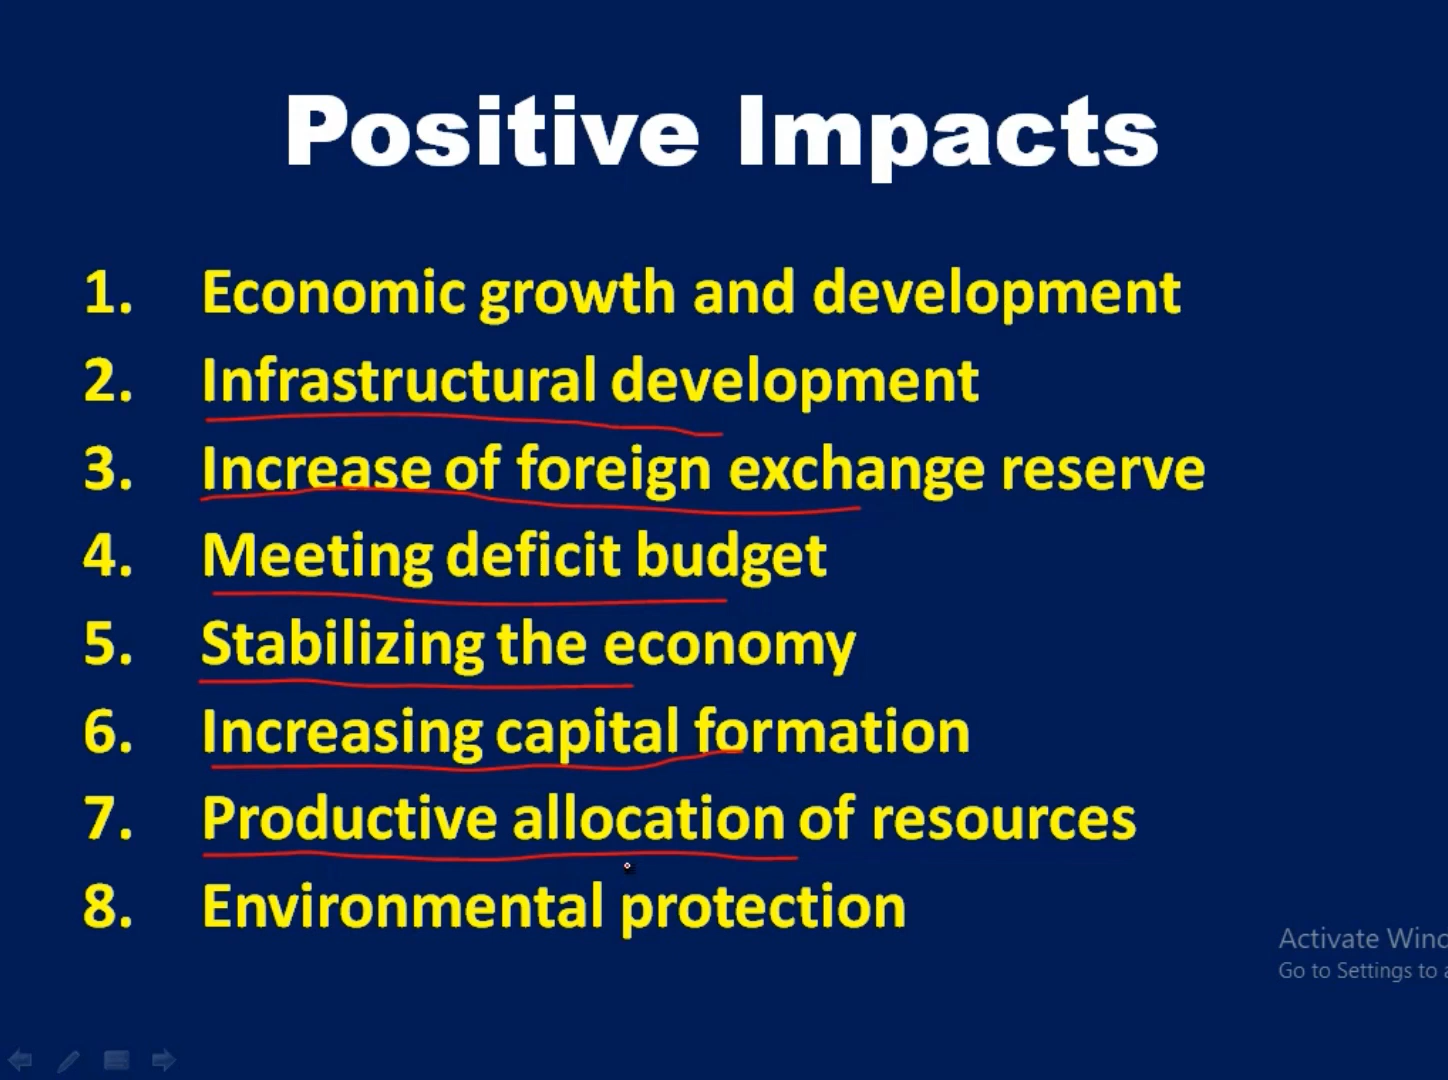 Positive Impacts
1. Economic growth and development
2. Infrastructural development
3. Increase of foreign exchange reserve
4. Meeting deficit budget
5. Stabilizing the economy
6. Increasing capital formation
7. Productive allocation of resources
8. Environmental protection
Activate
Go to Settings to